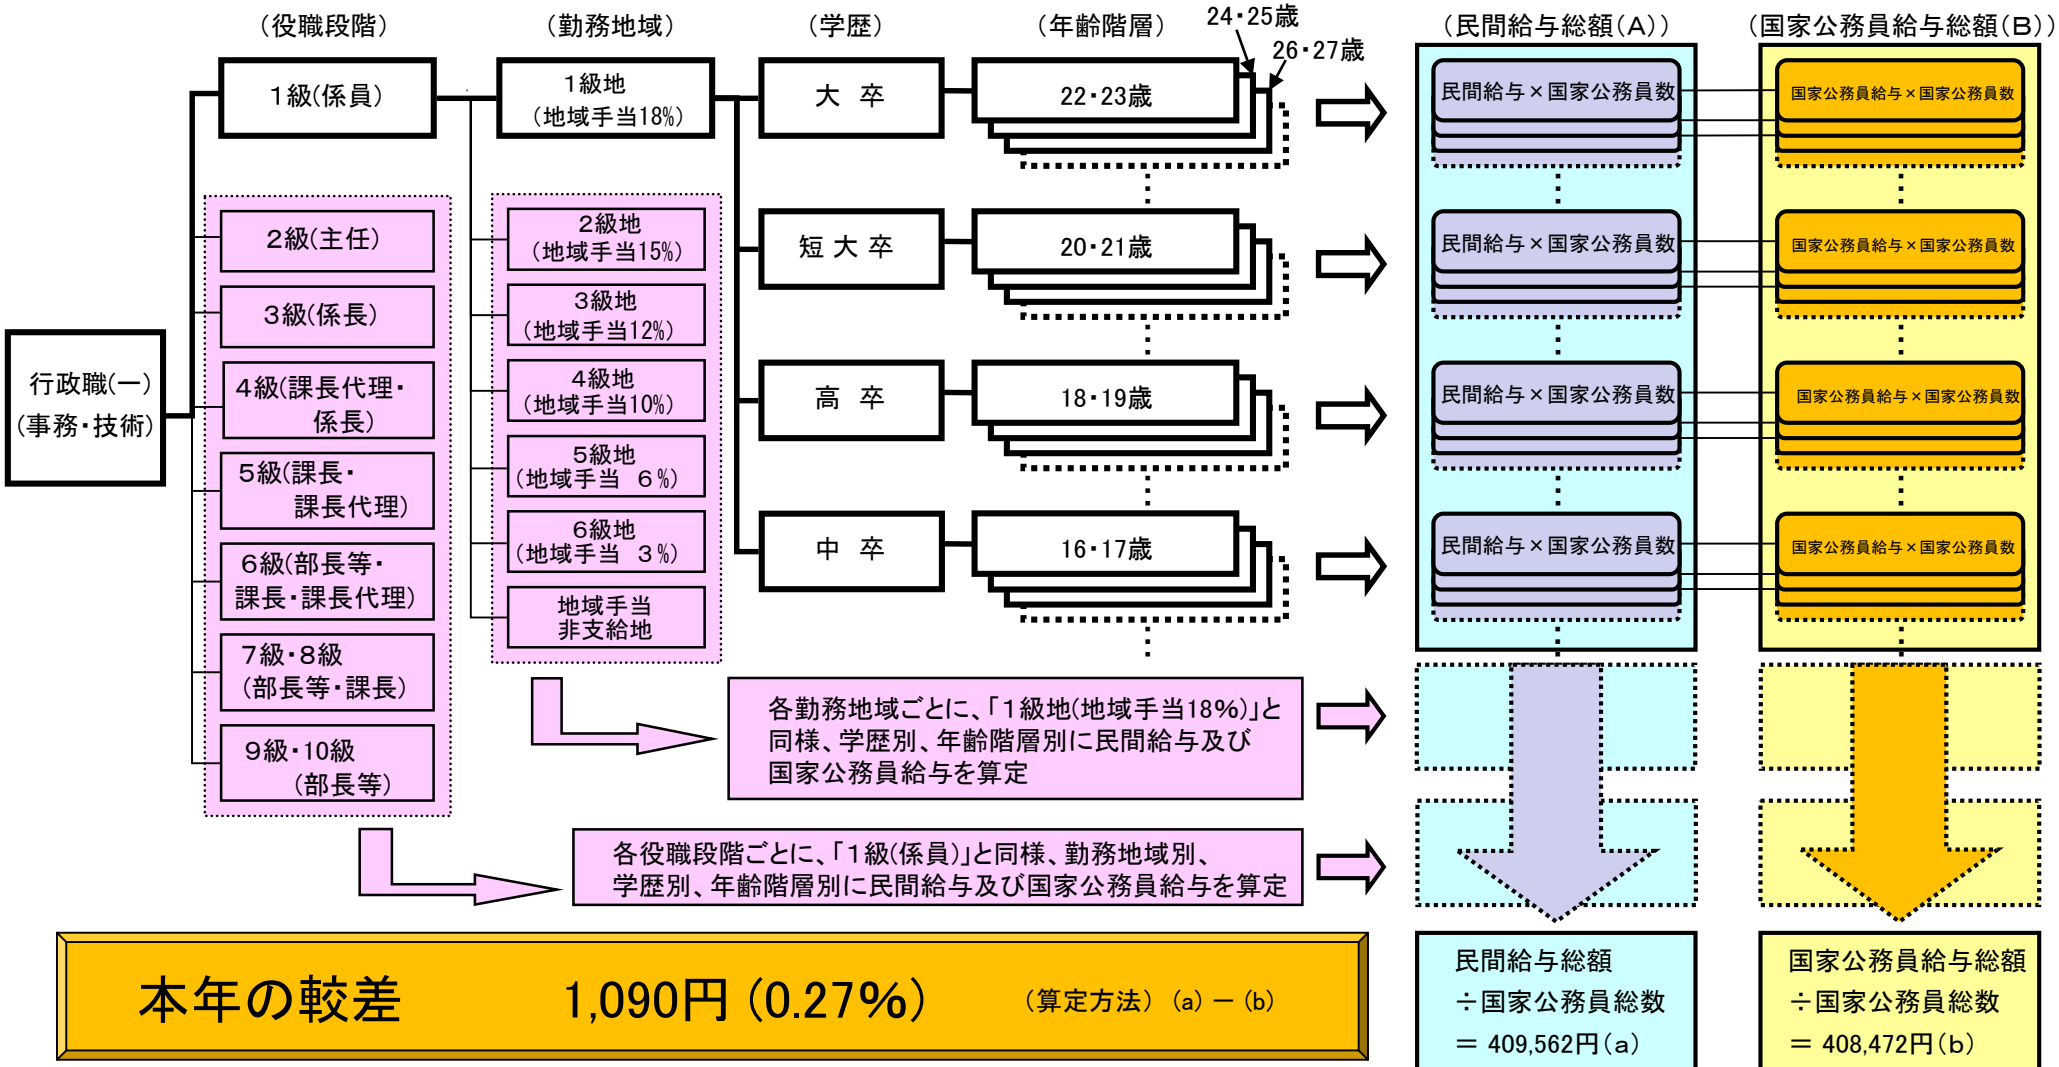 (役職段階)
(勤務地域)
(学歴)
(年齢階層)
24・25歳
26・27歳
(民間給与総額(A))
(国家公務員給与総額(B))
行政職(一)
(事務・技術)
1級(係員)
2級(主任)
3級(係長)
4級(課長代理・
係長)
5級(課長・
課長代理)
6級(部長等・
課長・課長代理)
7級・8級
(部長等・課長)
9級・10級
(部長等)
1級地
(地域手当18%)
2級地
(地域手当15%)
3級地
(地域手当12%)
4級地
(地域手当10%)
5級地
(地域手当 6%)
6級地
(地域手当 3%)
地域手当
非支給地
大 卒
22・23歳
民間給与×国家公務員数
国家公務員給与×国家公務員数
短 大 卒
20・21歳
民間給与×国家公務員数
国家公務員給与×国家公務員数
高 卒
18・19歳
民間給与×国家公務員数
国家公務員給与×国家公務員数
中 卒
16・17歳
民間給与×国家公務員数
国家公務員給与×国家公務員数
各勤務地域ごとに、「1級地(地域手当18%)」と
同様、学歴別、年齢階層別に民間給与及び
国家公務員給与を算定
各役職段階ごとに、「1級(係員)」と同様、勤務地域別、
学歴別、年齢階層別に民間給与及び国家公務員給与を算定
本年の較差 1,090円 (0.27%) (算定方法) (a) － (b)
民間給与総額
÷国家公務員総数
＝ 409,562円(a)
国家公務員給与総額
÷国家公務員総数
＝ 408,472円(b)